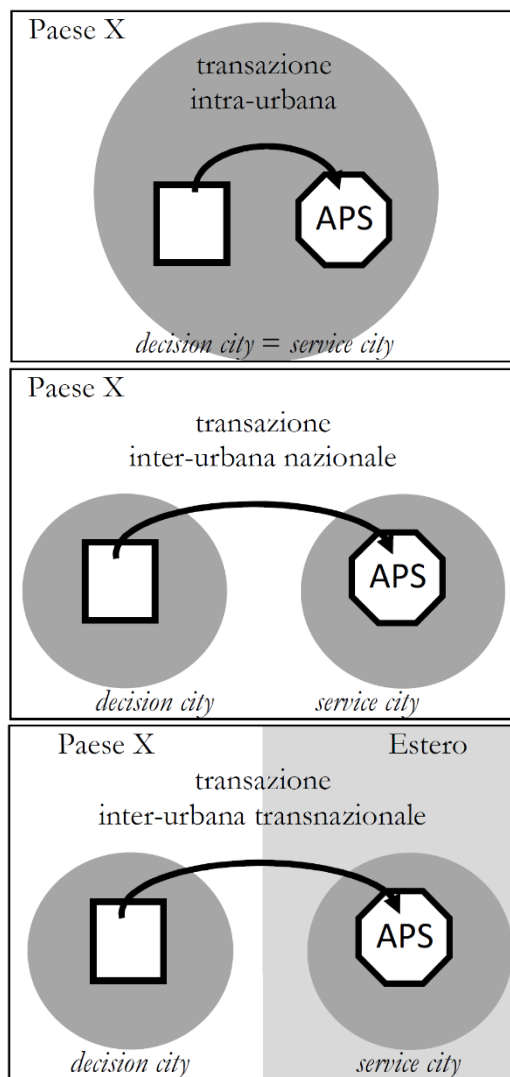 Paese X
transazione
intra-urbana
APS
decision city = service city
Paese X
transazione
inter-urbana nazionale
APS
decision city service city
Paese X Estero
transazione
inter-urbana transnazionale
APS
decision city service city